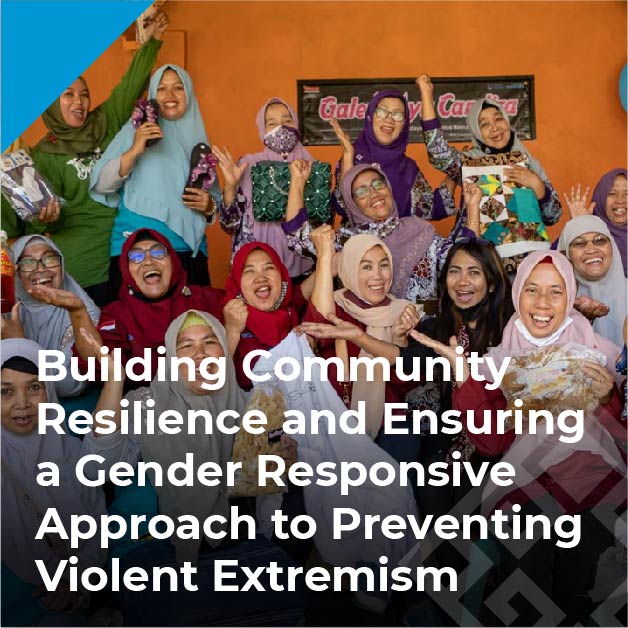 Building Community
Resilience and Ensuring
a Gender Responsive
Approach to Preventing
Violent Extremism